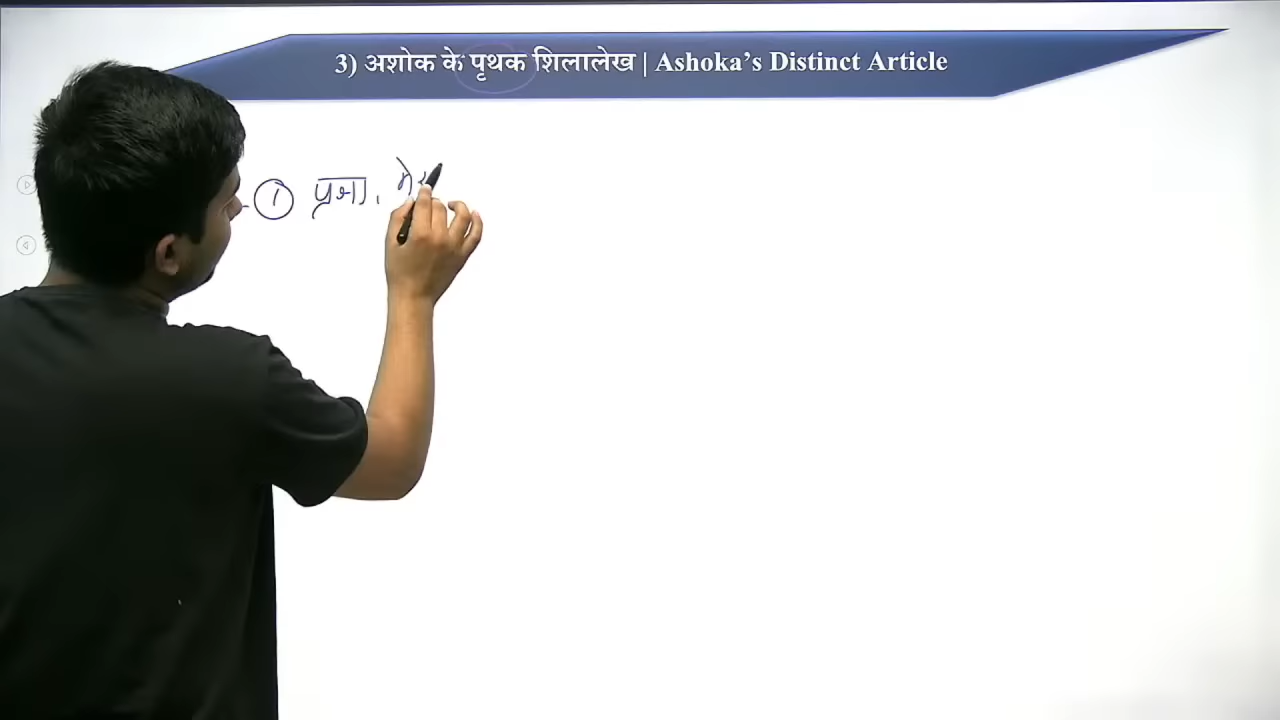 3) अशोक के पृथक शिलालेख | Ashoka’s Distinct Article
① प्रजा,